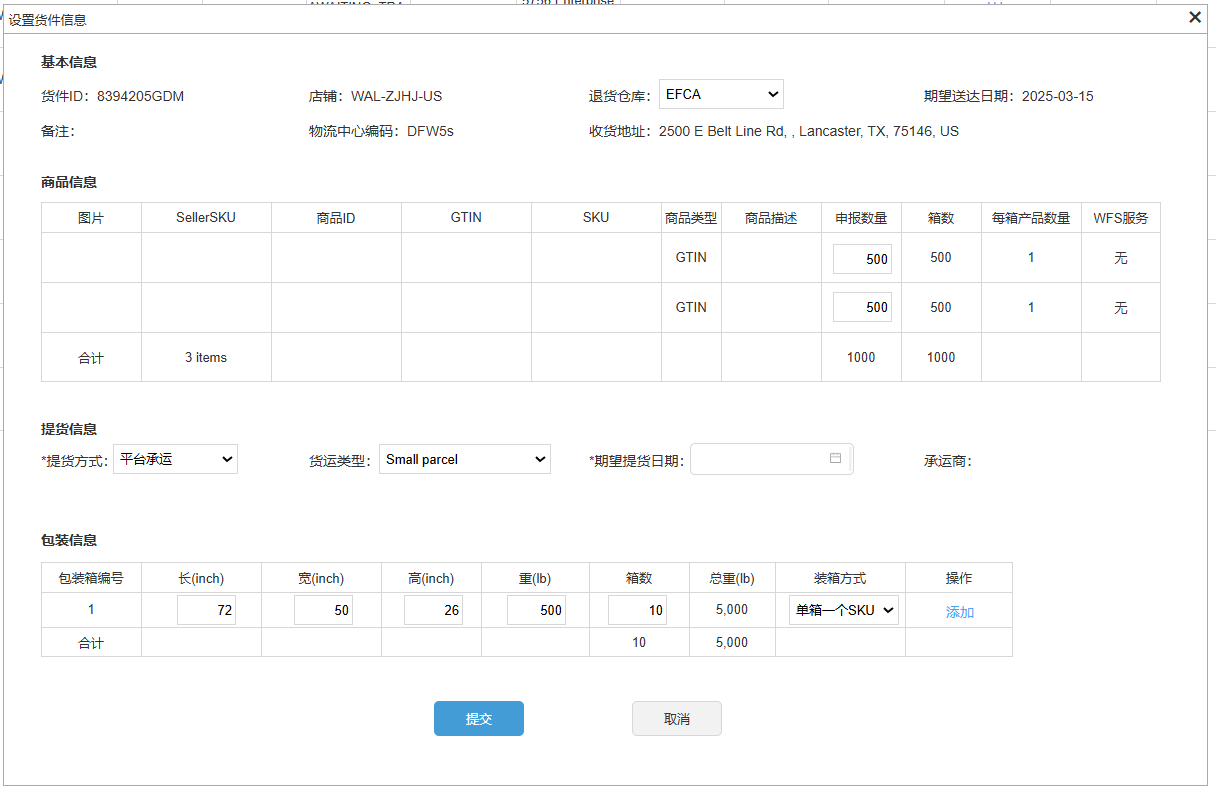 设置货件信息
基本信息
货件ID：8394205GDM 店铺：WAL-ZJHJ-US 退货仓库： EFCA 期望送达日期：2025-03-15
备注： 物流中心编码：DFW5s 收货地址：2500 E Belt Line Rd, , Lancaster, TX, 75146, US
商品信息
图片 SellerSKU 商品ID GTIN SKU 商品类型 商品描述 申报数量 箱数 每箱产品数量 WFS服务
GTIN 500 500 1 无
GTIN 500 500 1 无
合计 3 items 1000 1000
提货信息
*提货方式： 平台承运 货运类型： Small parcel *期望提货日期： 承运商：
包装信息
包装箱编号 长(inch) 宽(inch) 高(inch) 重(lb) 箱数 总重(lb) 装箱方式 操作
1 72 50 26 500 10 5,000 单箱一个SKU 添加
合计 10 5,000
提交 取消